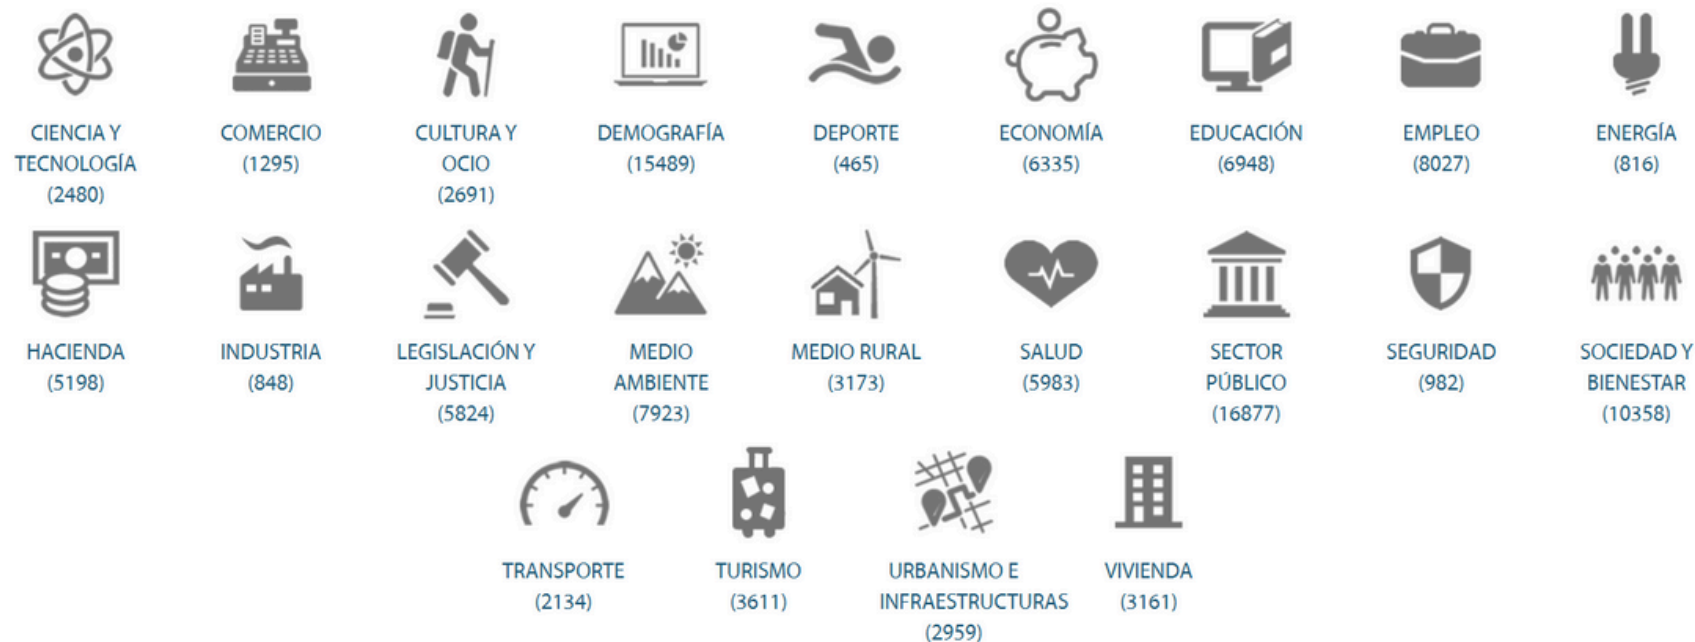 CIENCIA Y
TECNOLOGÍA
(2480)
COMERCIO
(1295)
CULTURA Y
OCIO
(2691)
DEMOGRAFÍA
(15489)
DEPORTE
(465)
ECONOMÍA
(6335)
EDUCACIÓN
(6948)
EMPLEO
(8027)
ENERGÍA
(816)
HACIENDA
(5198)
INDUSTRIA
(848)
LEGISLACIÓN Y
JUSTICIA
(5824)
MEDIO
AMBIENTE
(7923)
MEDIO RURAL
(3173)
SALUD
(5983)
SECTOR
PÚBLICO
(16877)
SEGURIDAD
(982)
SOCIEDAD Y
BIENESTAR
(10358)
TRANSPORTE
(2134)
TURISMO
(3611)
URBANISMO E
INFRAESTRUCTURAS
(2959)
VIVIENDA
(3161)